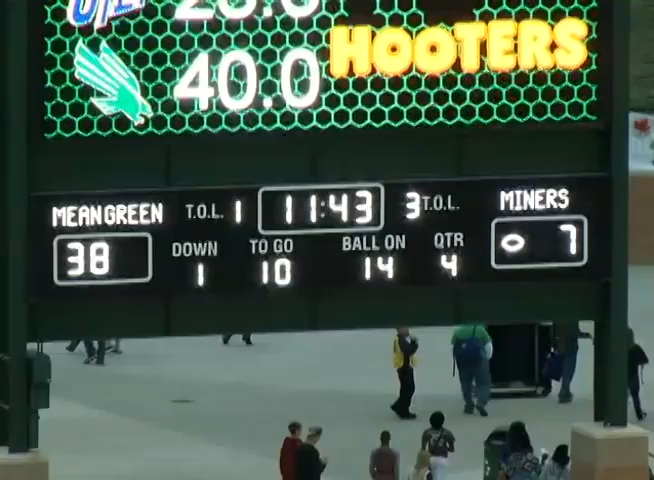 HOOTERS
40.0
MEAN GREEN T.O.L. 1 11:43 3 T.O.L. MINERS
38 DOWN TO GO BALL ON QTR 7
1 10 14 4